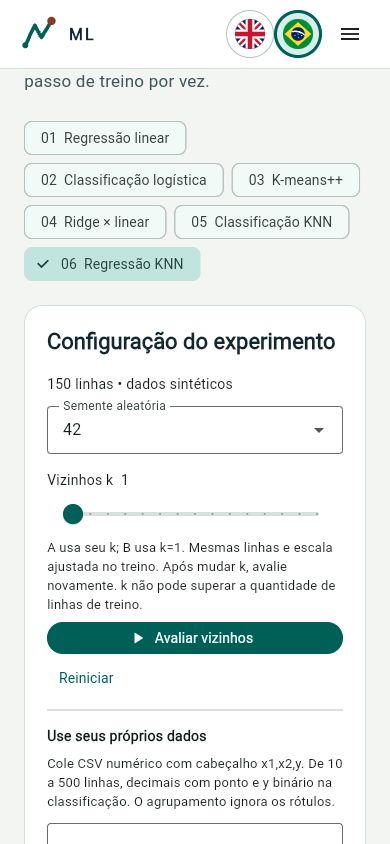 ML
passo de treino por vez.
01 Regressão linear
02 Classificação logística
03 K-means++
04 Ridge × linear
05 Classificação KNN
06 Regressão KNN
Configuração do experimento
150 linhas • dados sintéticos
Semente aleatória
42
Vizinhos k 1
A usa seu k; B usa k=1. Mesmas linhas e escala
ajustada no treino. Após mudar k, avalie
novamente. k não pode superar a quantidade de
linhas de treino.
Avaliar vizinhos
Reiniciar
Use seus próprios dados
Cole CSV numérico com cabeçalho x1,x2,y. De 10
a 500 linhas, decimais com ponto e y binário na
classificação. O agrupamento ignora os rótulos.